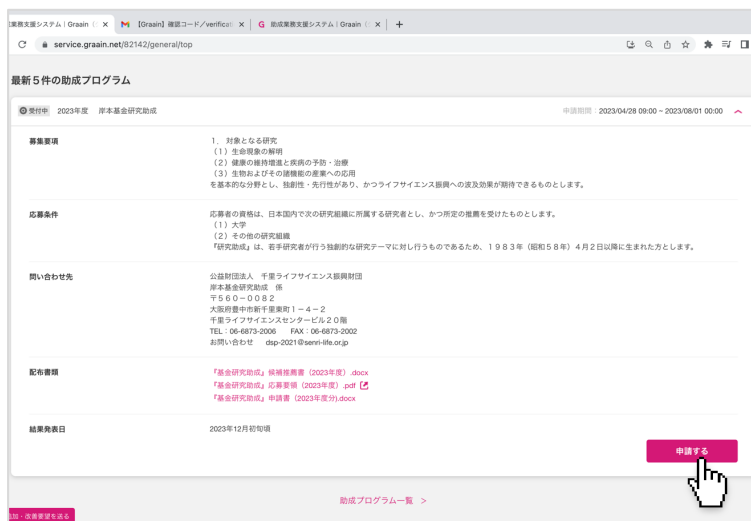 業務支援システム | Graain
【Graain】確認コード／verificati
助成業務支援システム | Graain
service.graain.net/82142/general/top
最新５件の助成プログラム
受付中 2023年度 岸本基金研究助成
申請期間：2023/04/28 09:00 ~ 2023/08/01 00:00
募集要項
１. 対象となる研究
（１）生命現象の解明
（２）健康の維持増進と疾病の予防・治療
（３）生物およびその諸機能の産業への応用
を基本的な分野とし、独創性・先行性があり、かつライフサイエンス振興への波及効果が期待できるものとします。
応募条件
応募者の資格は、日本国内で次の研究組織に所属する研究者とし、かつ所定の推薦を受けたものとします。
（１）大学
（２）その他の研究組織
『研究助成』は、若手研究者が行う独創的な研究テーマに対し行うものであるため、１９８３年（昭和５８年）４月２日以降に生まれた方とします。
問い合わせ先
公益財団法人 千里ライフサイエンス振興財団
岸本基金研究助成 係
〒５６０－００８２
大阪府豊中市新千里東町１－４－２
千里ライフサイエンスセンタービル２０階
TEL：06-6873-2006 FAX：06-6873-2002
お問い合わせ dsp-2021@senri-life.or.jp
配布書類
『基金研究助成』候補推薦書（2023年度）.docx
『基金研究助成』応募要領（2023年度）.pdf
『基金研究助成』申請書（2023年度分).docx
結果発表日
2023年12月初旬頃
申請する
助成プログラム一覧 >
追加・改善要望を送る